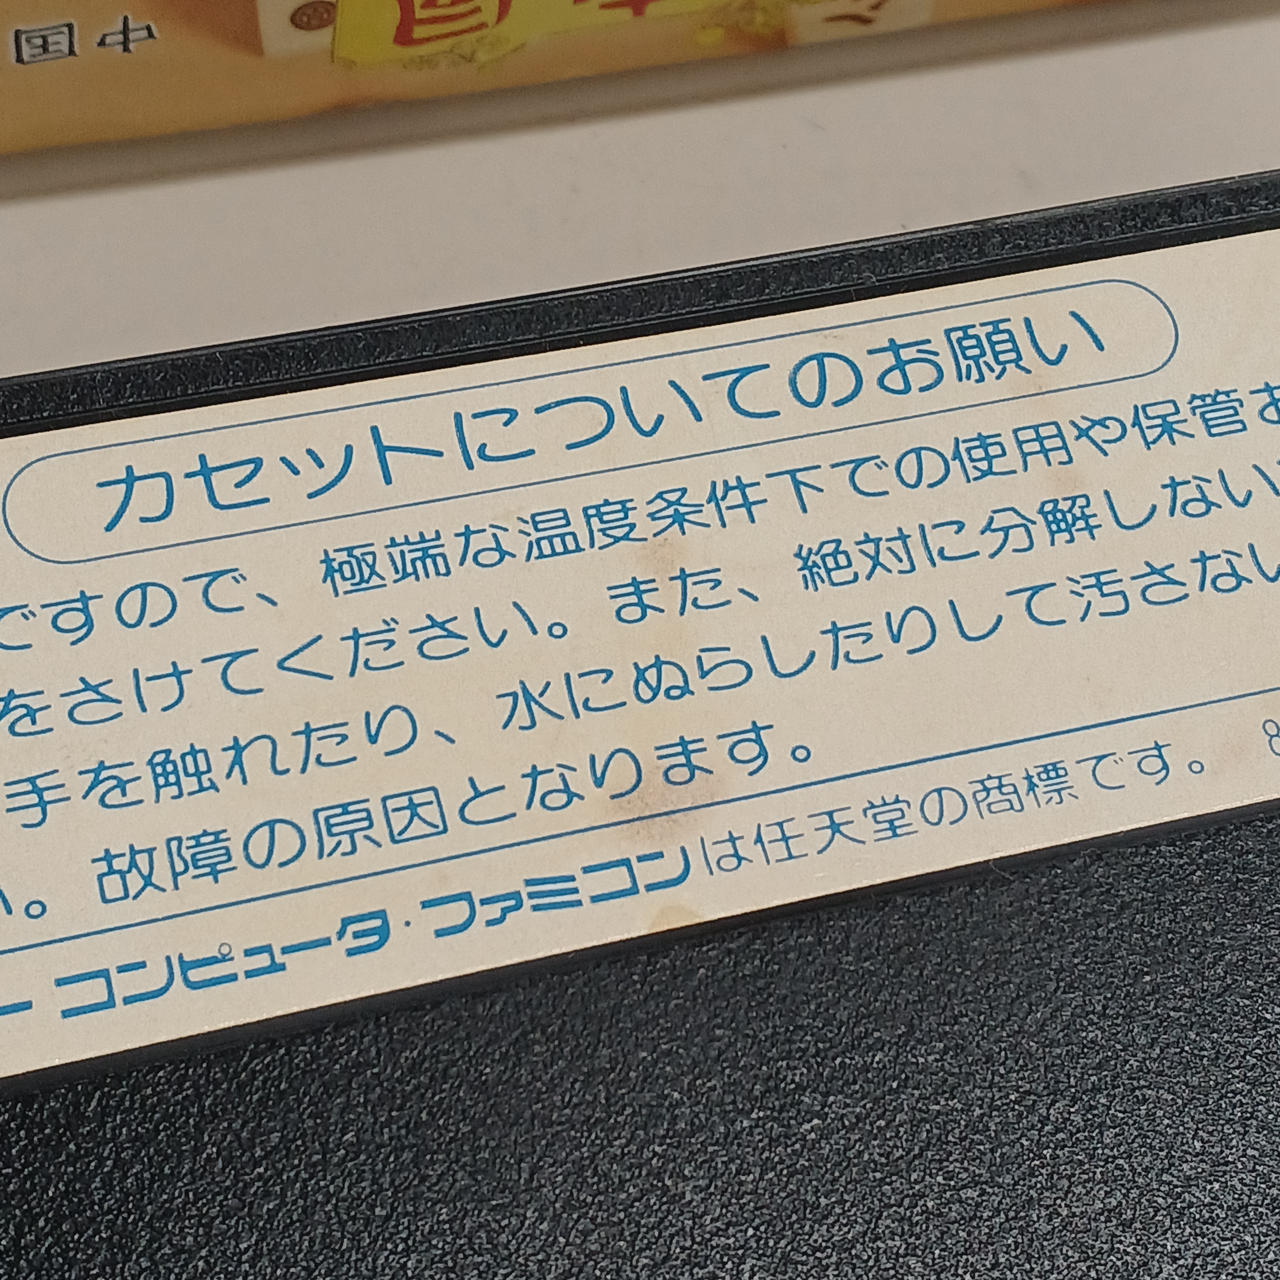 中国
カセットについてのお願い
ですので、極端な温度条件下での使用や保管お
をさけてください。また、絶対に分解しない
手を触れたり、水にぬらしたりして汚さない
い。故障の原因となります。
ー コンピュータ・ファミコンは任天堂の商標です。 8